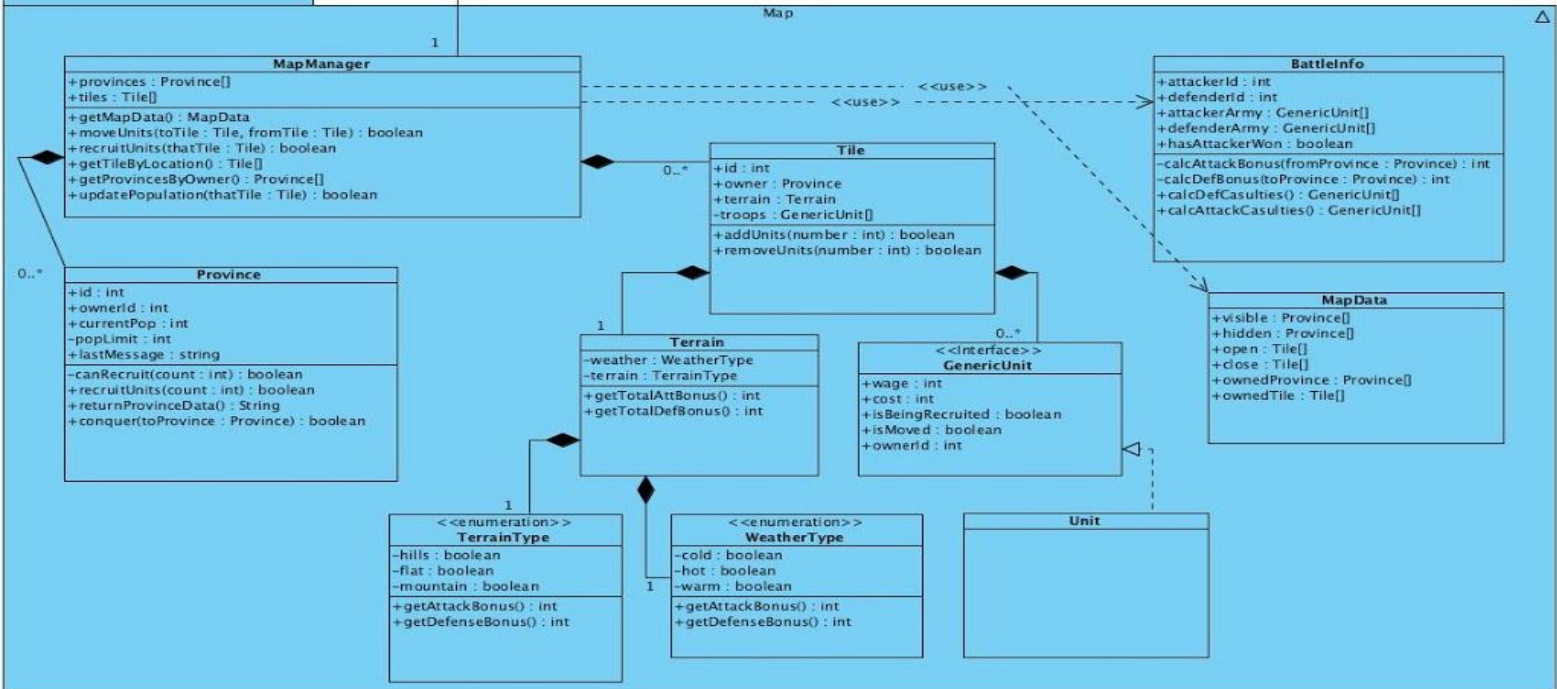 Map
1
MapManager
+provinces : Province[]
+tiles : Tile[]
+getMapData() : MapData
+moveUnits(toTile : Tile, fromTile : Tile) : boolean
+recruitUnits(thatTile : Tile) : boolean
+getTileByLocation() : Tile[]
+getProvincesByOwner() : Province[]
+updatePopulation(thatTile : Tile) : boolean
<<use>>
<<use>>
BattleInfo
+attackerId : int
+defenderId : int
+attackerArmy : GenericUnit[]
+defenderArmy : GenericUnit[]
+hasAttackerWon : boolean
-calcAttackBonus(fromProvince : Province) : int
-calcDefBonus(toProvince : Province) : int
+calcDefCasulties() : GenericUnit[]
+calcAttackCasulties() : GenericUnit[]
0..*
Tile
+id : int
+owner : Province
+terrain : Terrain
-troops : GenericUnit[]
+addUnits(number : int) : boolean
+removeUnits(number : int) : boolean
0..*
Province
+id : int
+ownerId : int
+currentPop : int
-popLimit : int
+lastMessage : string
-canRecruit(count : int) : boolean
+recruitUnits(count : int) : boolean
+returnProvinceData() : String
+conquer(toProvince : Province) : boolean
1
Terrain
-weather : WeatherType
-terrain : TerrainType
+getTotalAttBonus() : int
+getTotalDefBonus() : int
0..*
<<Interface>>
GenericUnit
+wage : int
+cost : int
+isBeingRecruited : boolean
+isMoved : boolean
+ownerId : int
MapData
+visible : Province[]
+hidden : Province[]
+open : Tile[]
+close : Tile[]
+ownedProvince : Province[]
+ownedTile : Tile[]
1
<<enumeration>>
TerrainType
-hills : boolean
-flat : boolean
-mountain : boolean
+getAttackBonus() : int
+getDefenseBonus() : int
1
<<enumeration>>
WeatherType
-cold : boolean
-hot : boolean
-warm : boolean
+getAttackBonus() : int
+getDefenseBonus() : int
Unit